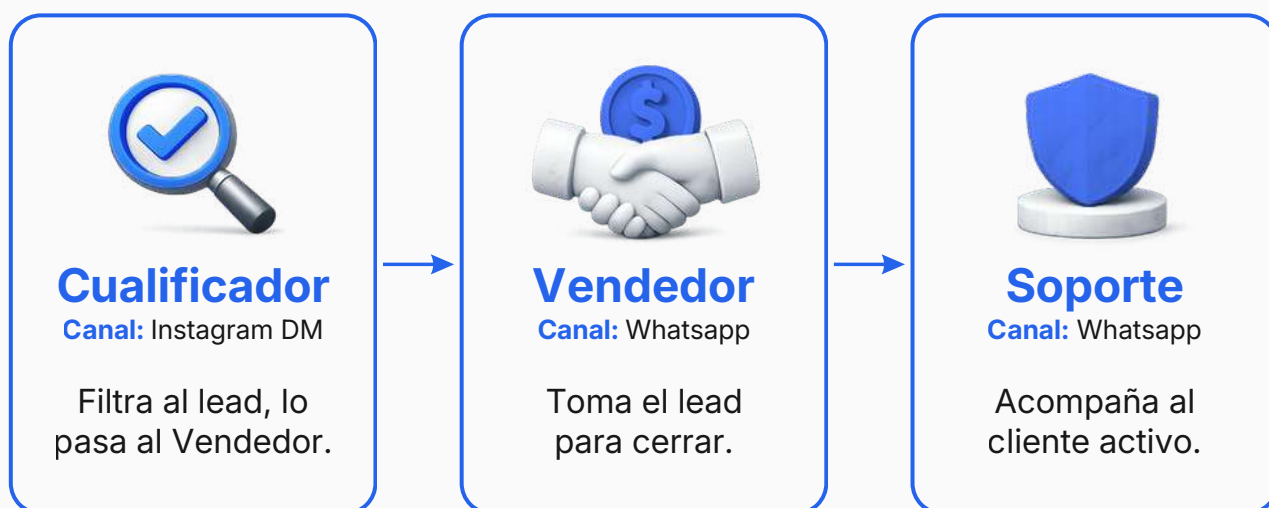 Cualificador
Canal: Instagram DM
Filtra al lead, lo
pasa al Vendedor.
$
Vendedor
Canal: Whatsapp
Toma el lead
para cerrar.
Soporte
Canal: Whatsapp
Acompaña al
cliente activo.